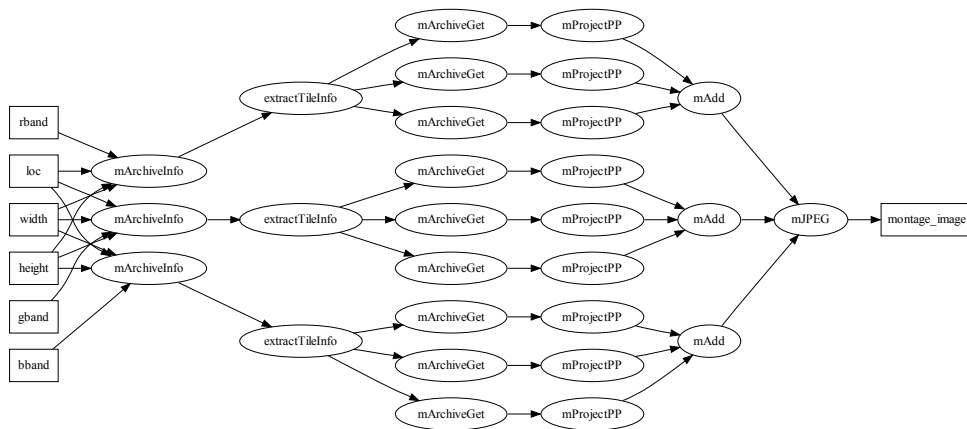 mArchiveGet
mProjectPP
mArchiveGet
mProjectPP
extractTileInfo
mAdd
rband
mArchiveGet
mProjectPP
loc
mArchiveInfo
mArchiveGet
mProjectPP
width
mArchiveInfo
extractTileInfo
mArchiveGet
mProjectPP
mAdd
mJPEG
montage_image
height
mArchiveInfo
mArchiveGet
mProjectPP
gband
mArchiveGet
mProjectPP
extractTileInfo
mAdd
bband
mArchiveGet
mProjectPP
mArchiveGet
mProjectPP